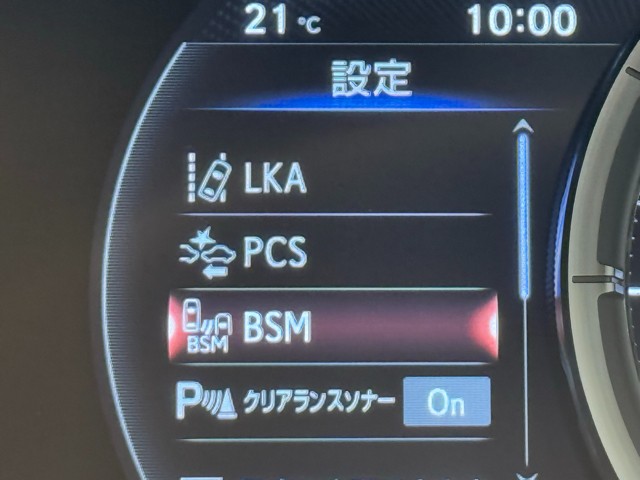 21℃ 10:00
設定
LKA
PCS
BSM BSM
P クリアランスソナー On